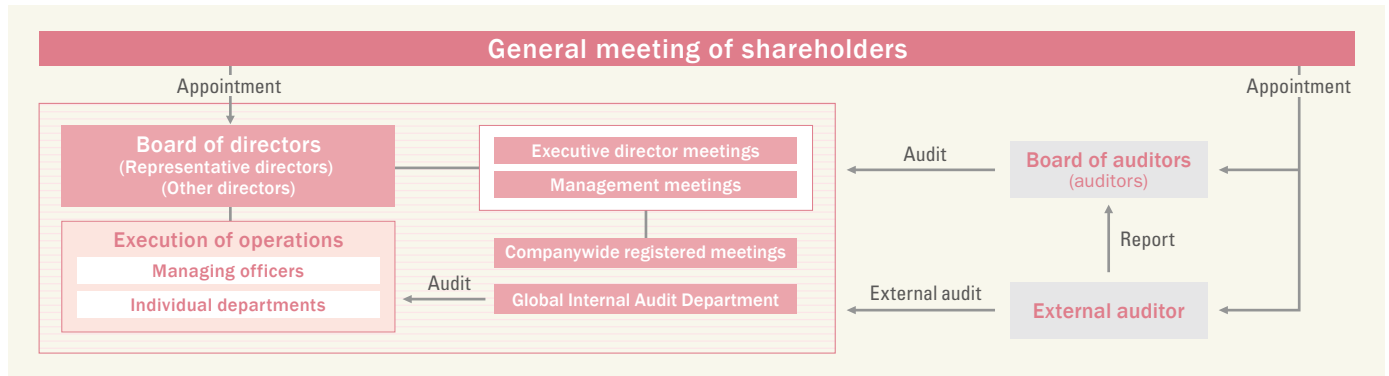 General meeting of shareholders
Appointment
Appointment
Board of directors
(Representative directors)
(Other directors)
Executive director meetings
Management meetings
Audit
Board of auditors
(auditors)
Execution of operations
Managing officers
Individual departments
Companywide registered meetings
Report
Audit
Global Internal Audit Department
External audit
External auditor